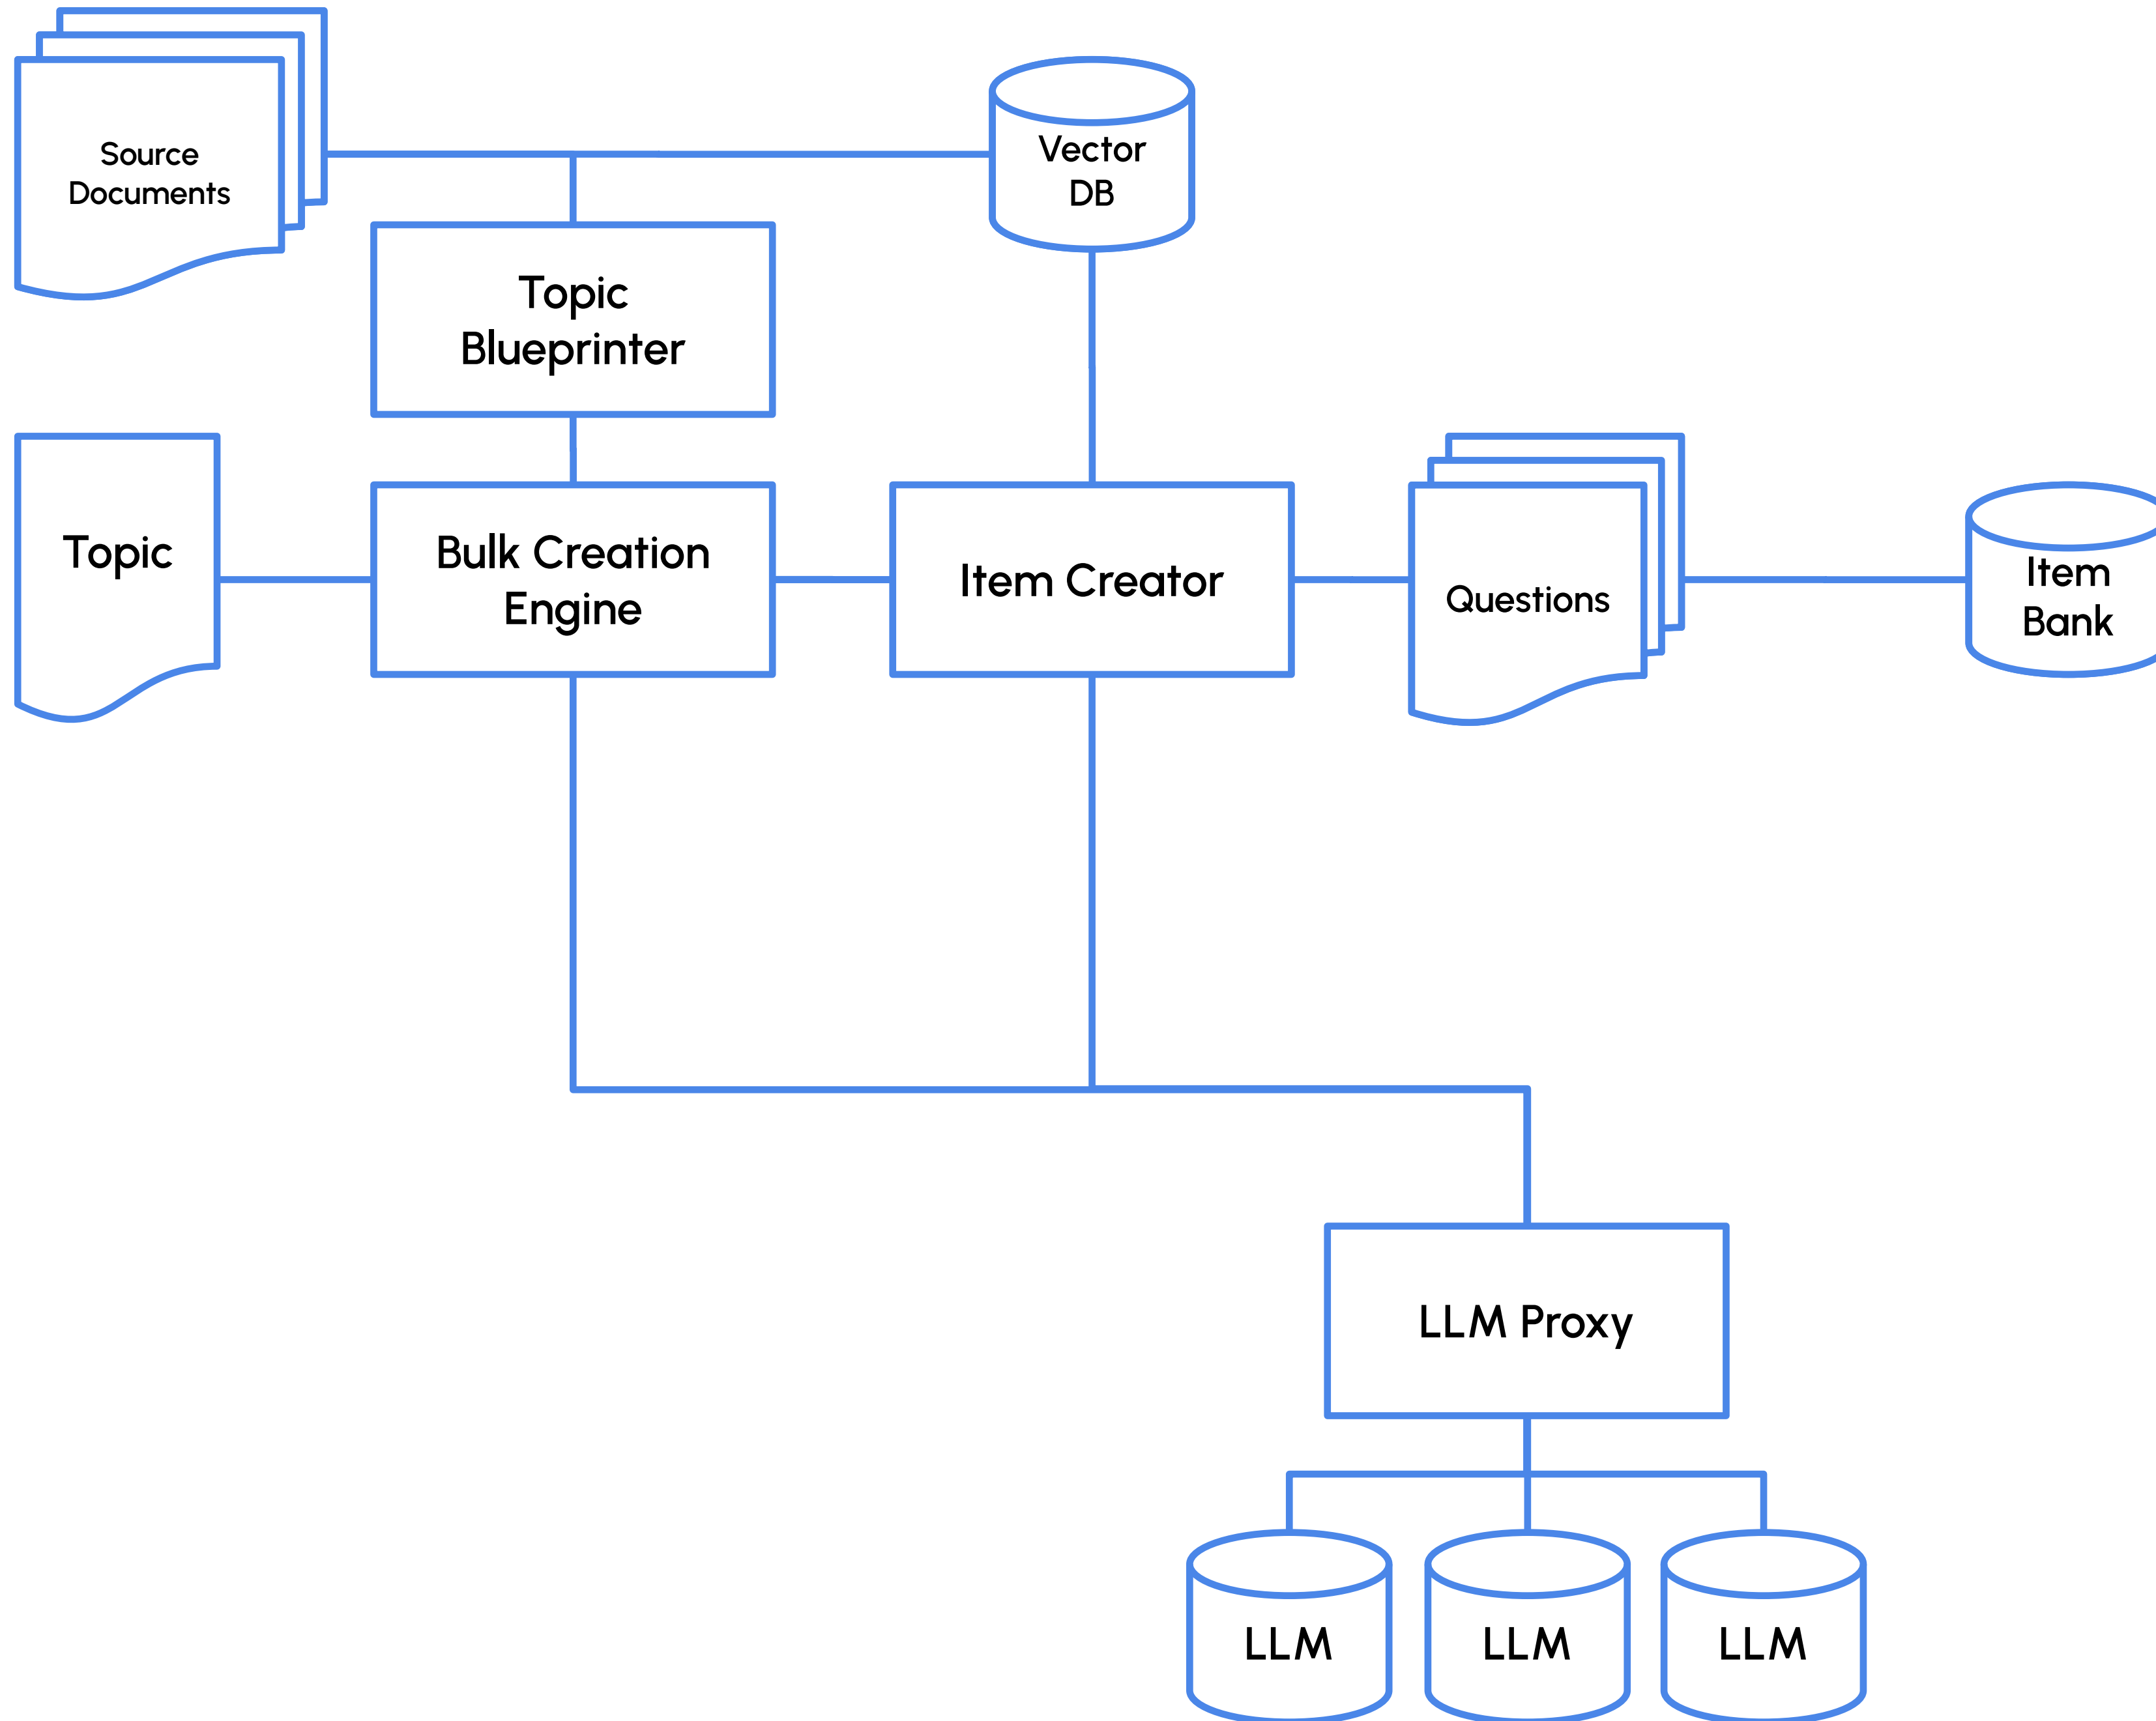 Source
Documents
Vector
DB
Topic
Blueprinter
Topic
Bulk Creation
Engine
Item Creator
Questions
Item
Bank
LLM Proxy
LLM
LLM
LLM